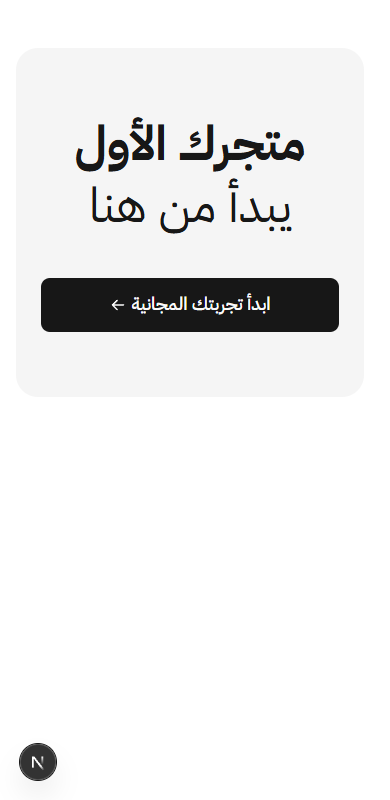 متجرك الأول
يبدأ من هنا
ابدأ تجربتك المجانية ←
N